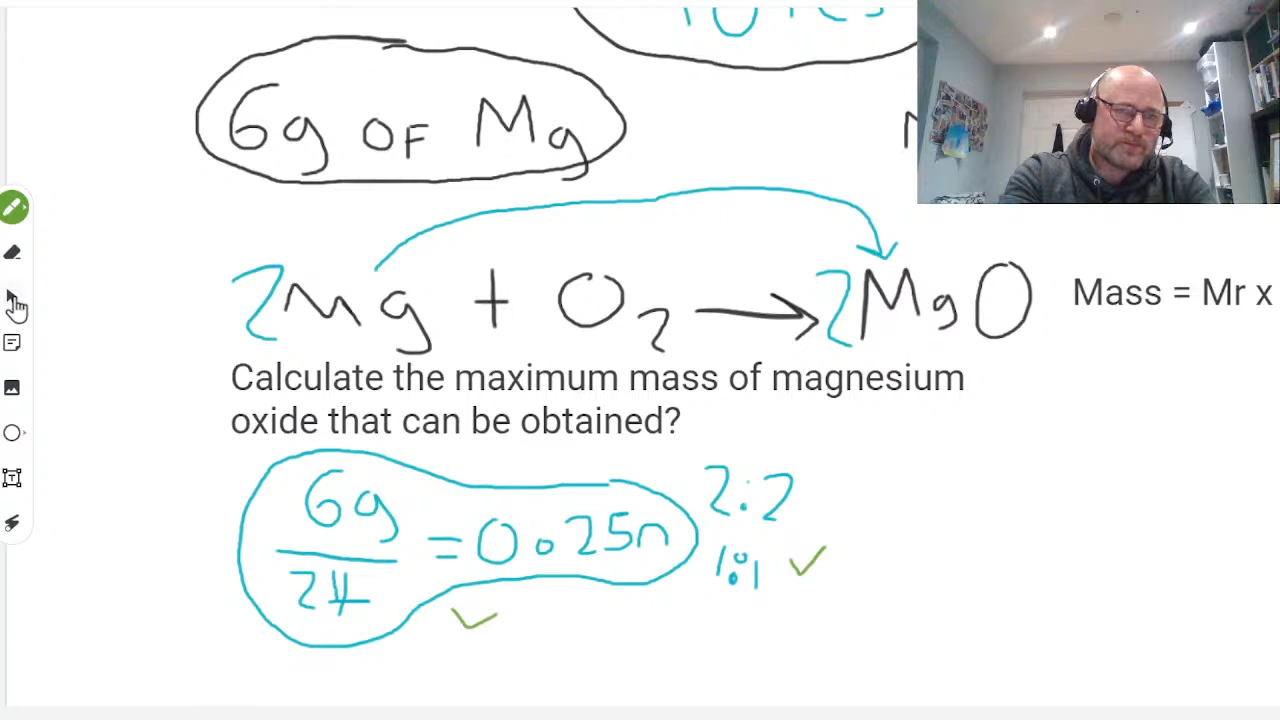 6g OF Mg
2Mg + O2 → 2MgO
Mass = Mr x
Calculate the maximum mass of magnesium
oxide that can be obtained?
6g
24
= 0.25n
2:2
1:1
T